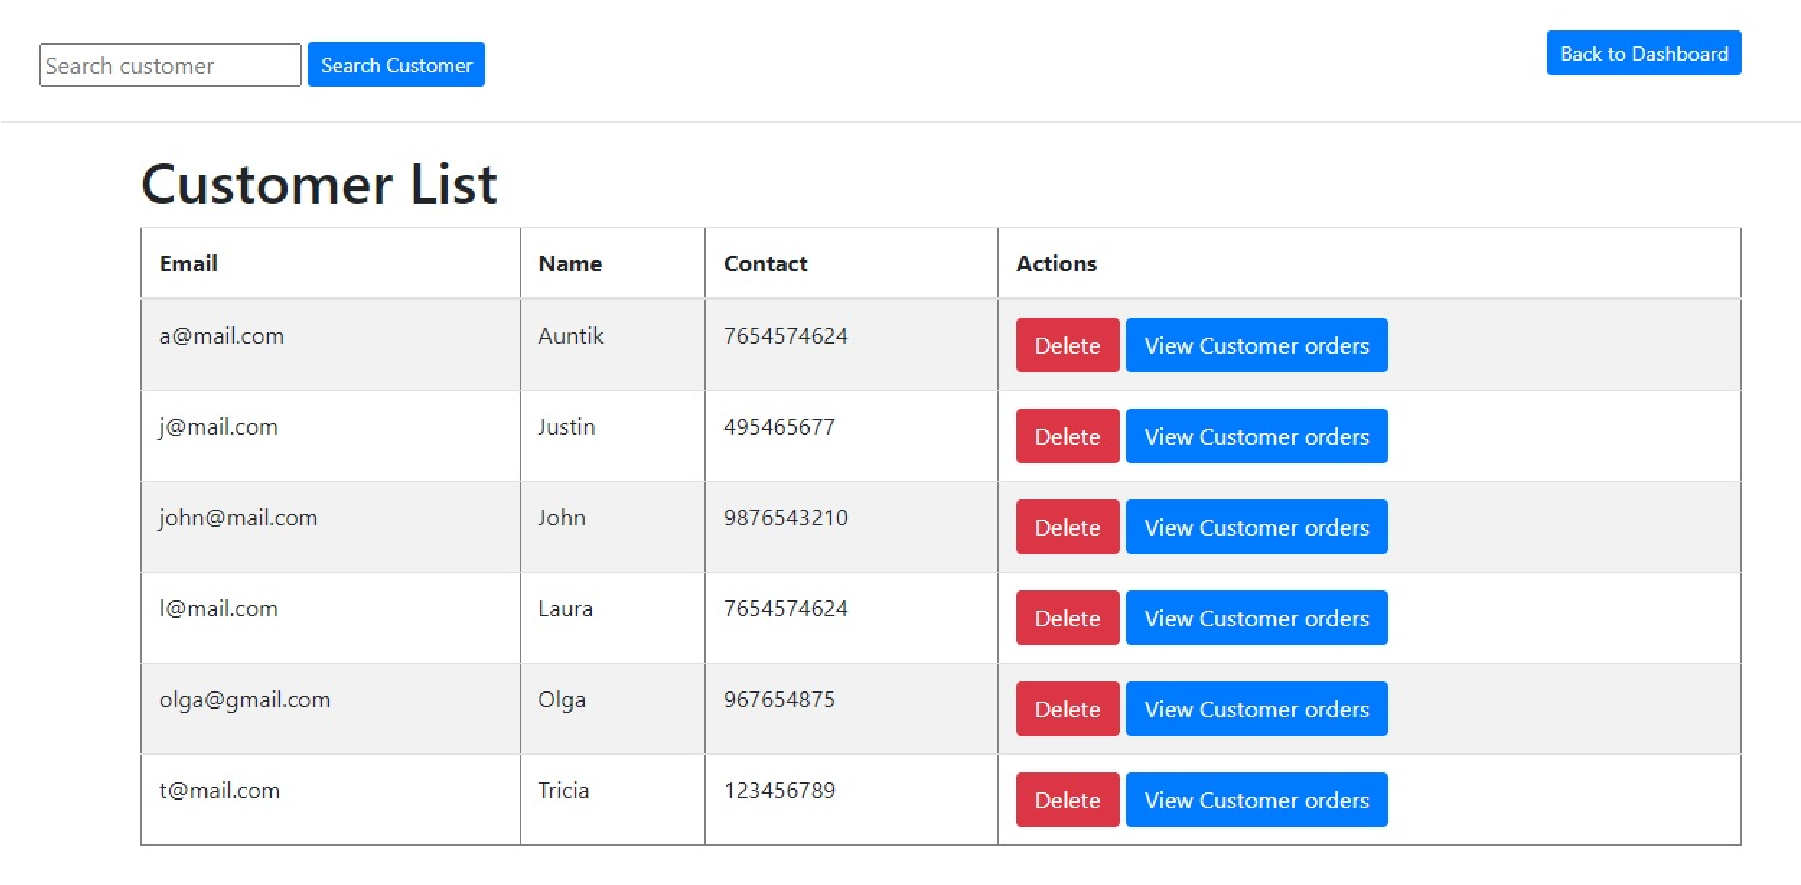 Search customer Search Customer Back to Dashboard
Customer List
Email Name Contact Actions
a@mail.com Auntik 7654574624 Delete View Customer orders
j@mail.com Justin 495465677 Delete View Customer orders
john@mail.com John 9876543210 Delete View Customer orders
l@mail.com Laura 7654574624 Delete View Customer orders
olga@gmail.com Olga 967654875 Delete View Customer orders
t@mail.com Tricia 123456789 Delete View Customer orders